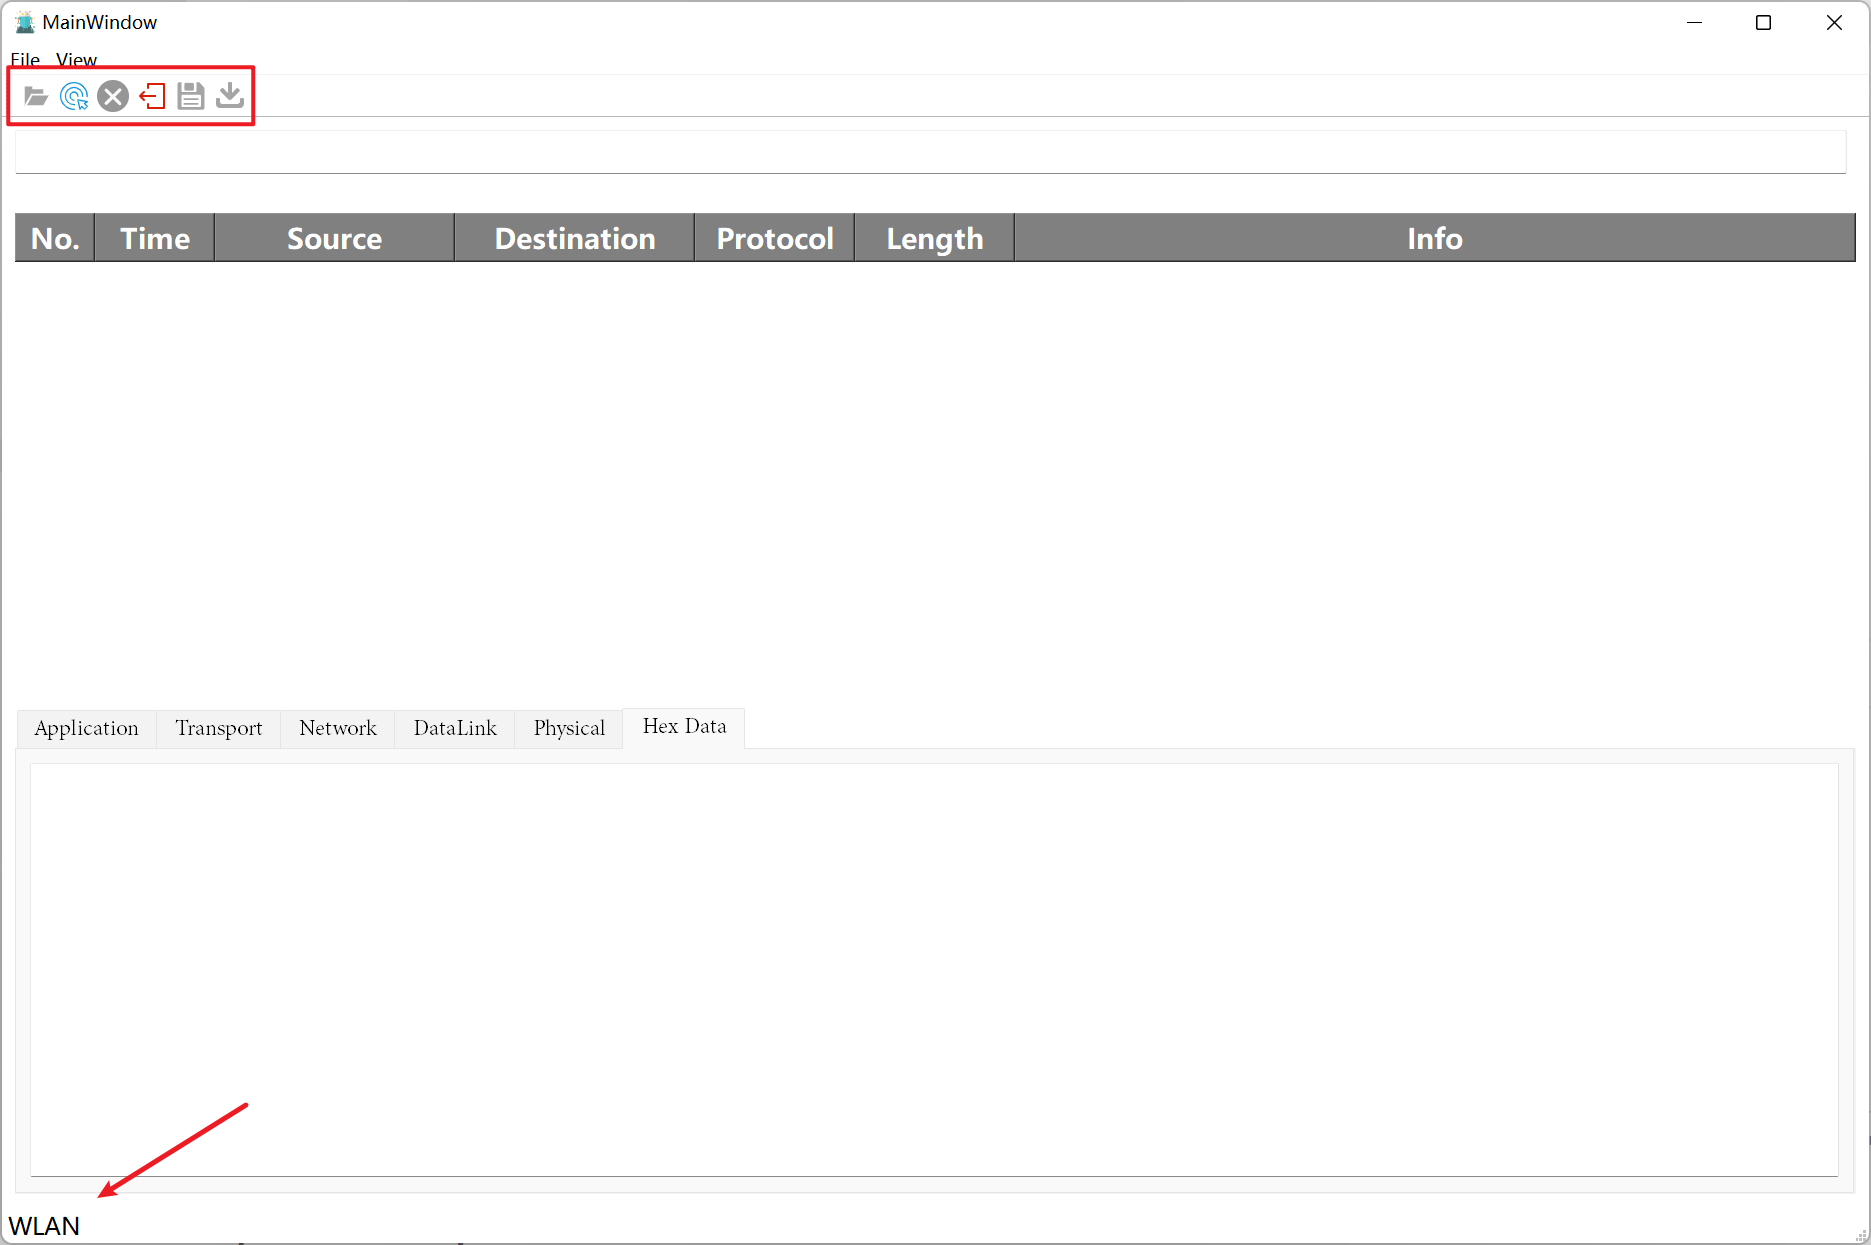 MainWindow
File View
No. Time Source Destination Protocol Length Info
Application Transport Network DataLink Physical Hex Data
WLAN